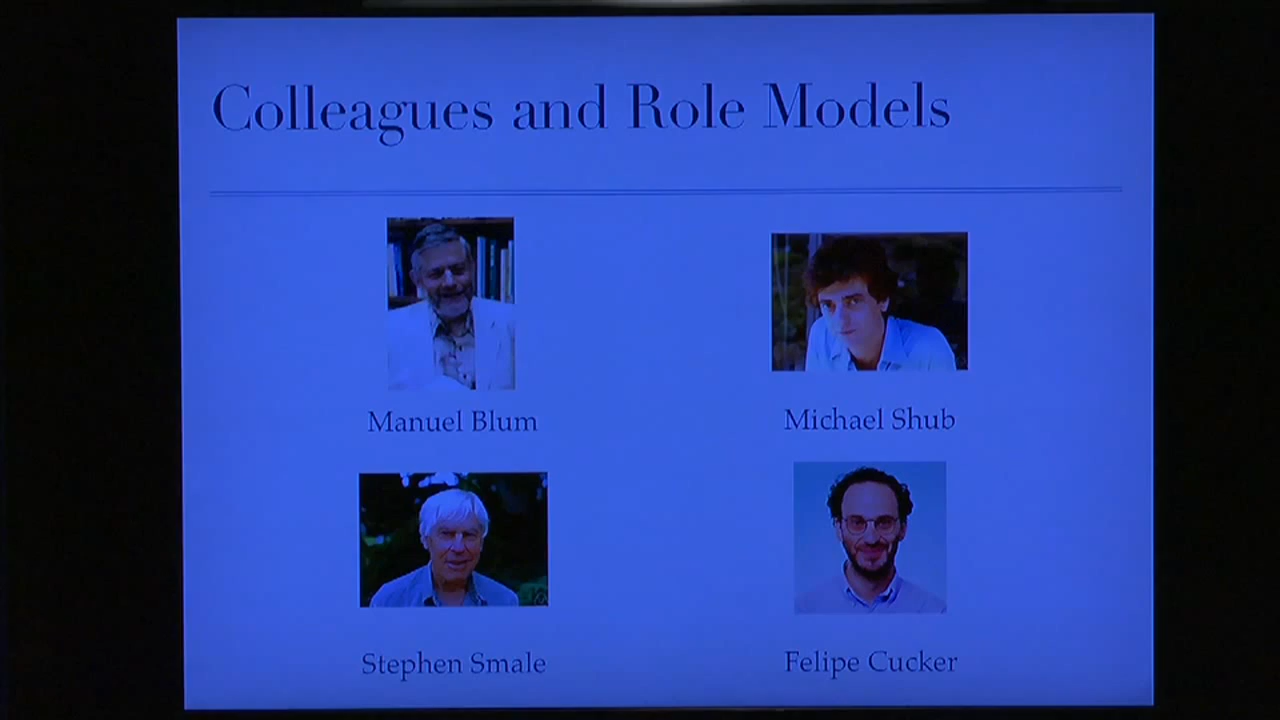 Colleagues and Role Models
Manuel Blum
Michael Shub
Stephen Smale
Felipe Cucker